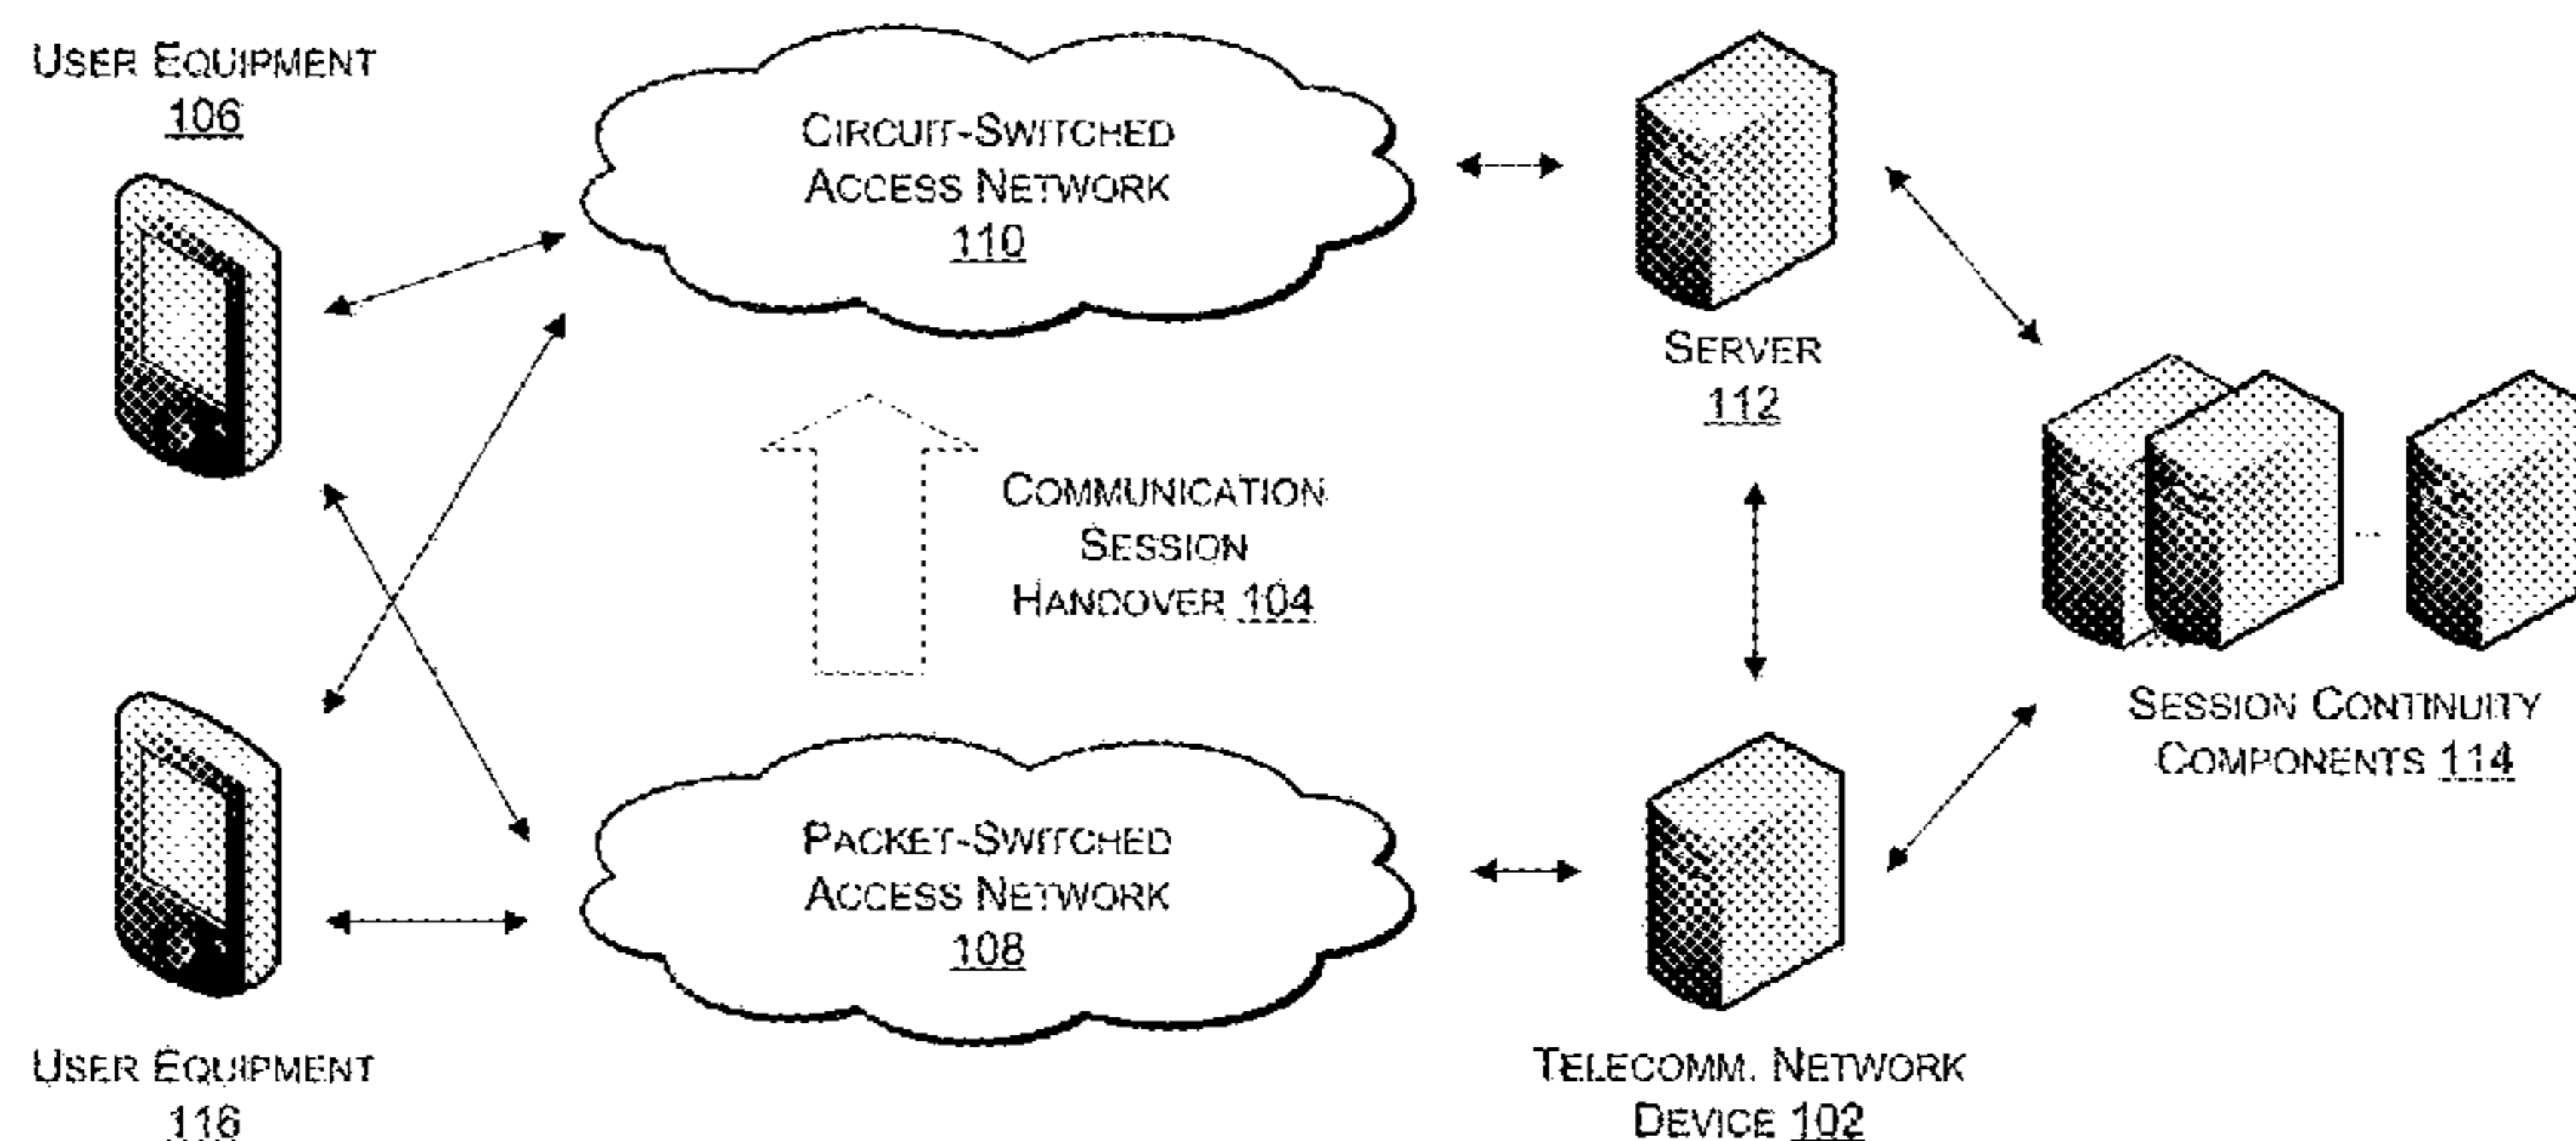 USER EQUIPMENT
106
CIRCUIT-SWITCHED
ACCESS NETWORK
110
SERVER
112
COMMUNICATION
SESSION
HANDOVER 104
SESSION CONTINUITY
COMPONENTS 114
PACKET-SWITCHED
ACCESS NETWORK
108
USER EQUIPMENT
116
TELECOMM. NETWORK
DEVICE 102